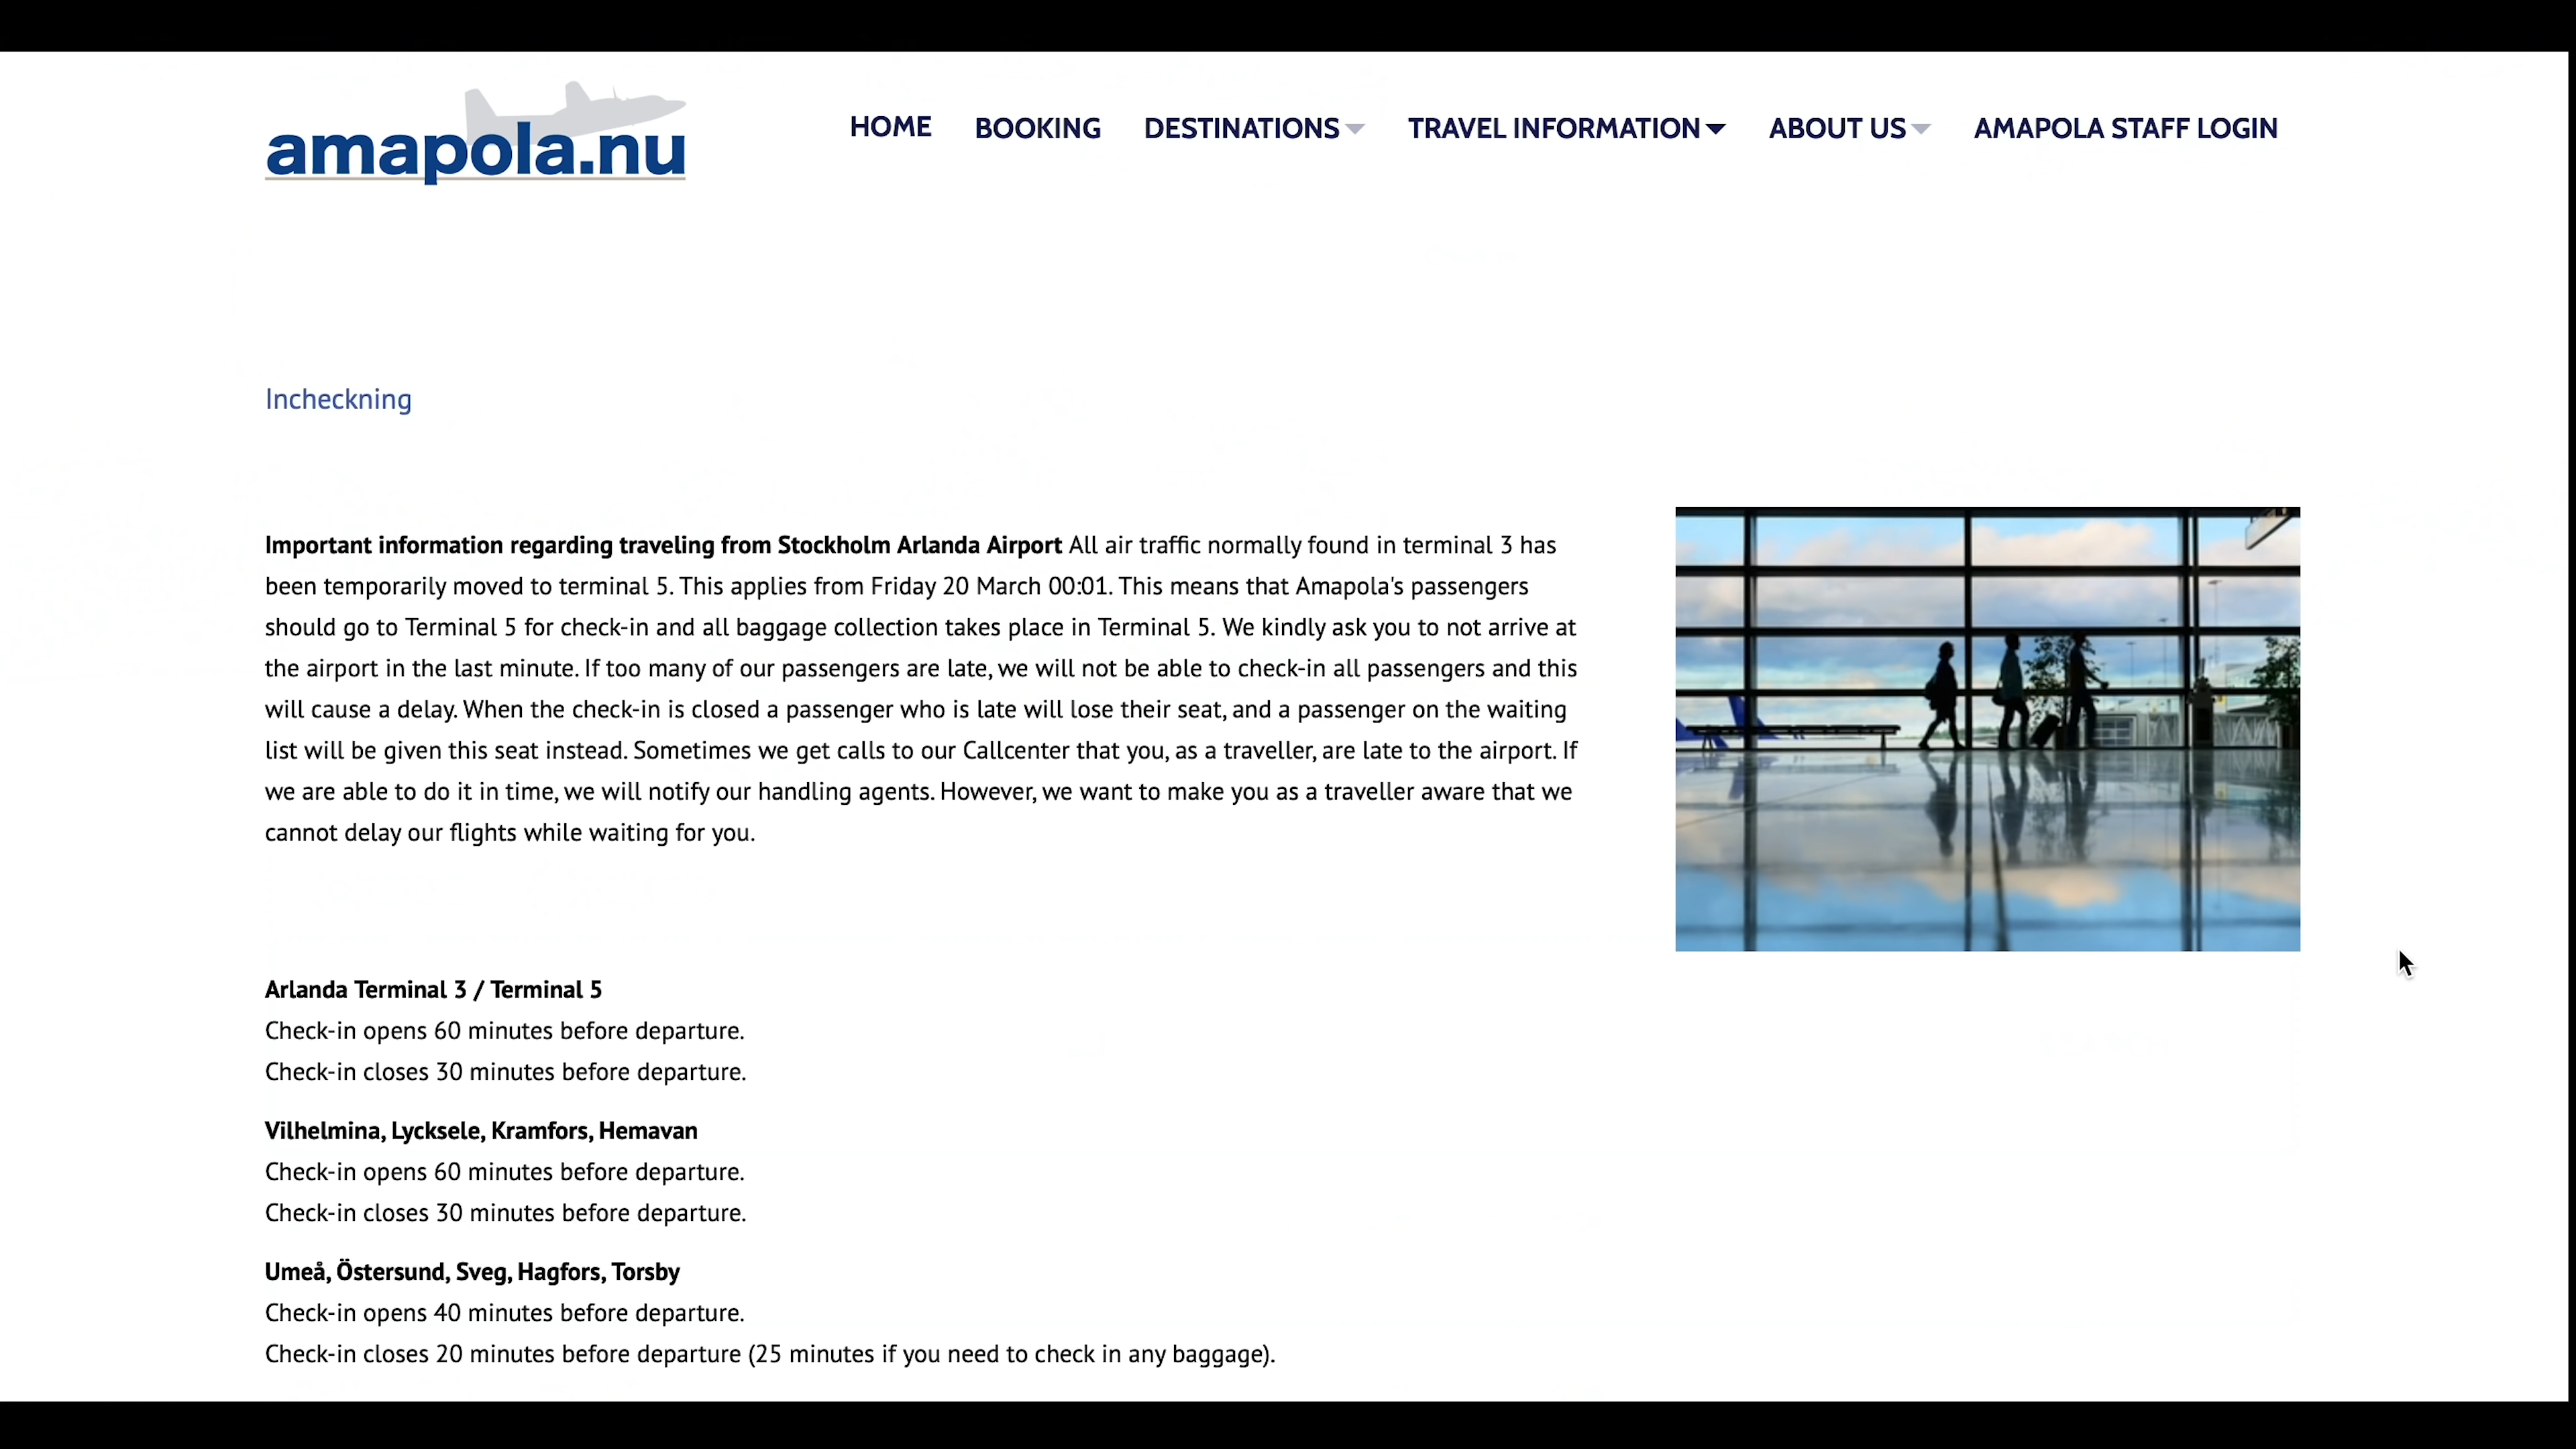 amapola.nu
HOME BOOKING DESTINATIONS TRAVEL INFORMATION ABOUT US AMAPOLA STAFF LOGIN
Incheckning
Important information regarding traveling from Stockholm Arlanda Airport All air traffic normally found in terminal 3 has
been temporarily moved to terminal 5. This applies from Friday 20 March 00:01. This means that Amapola's passengers
should go to Terminal 5 for check-in and all baggage collection takes place in Terminal 5. We kindly ask you to not arrive at
the airport in the last minute. If too many of our passengers are late, we will not be able to check-in all passengers and this
will cause a delay. When the check-in is closed a passenger who is late will lose their seat, and a passenger on the waiting
list will be given this seat instead. Sometimes we get calls to our Callcenter that you, as a traveller, are late to the airport. If
we are able to do it in time, we will notify our handling agents. However, we want to make you as a traveller aware that we
cannot delay our flights while waiting for you.
Arlanda Terminal 3 / Terminal 5
Check-in opens 60 minutes before departure.
Check-in closes 30 minutes before departure.
Vilhelmina, Lycksele, Kramfors, Hemavan
Check-in opens 60 minutes before departure.
Check-in closes 30 minutes before departure.
Umeå, Östersund, Sveg, Hagfors, Torsby
Check-in opens 40 minutes before departure.
Check-in closes 20 minutes before departure (25 minutes if you need to check in any baggage).